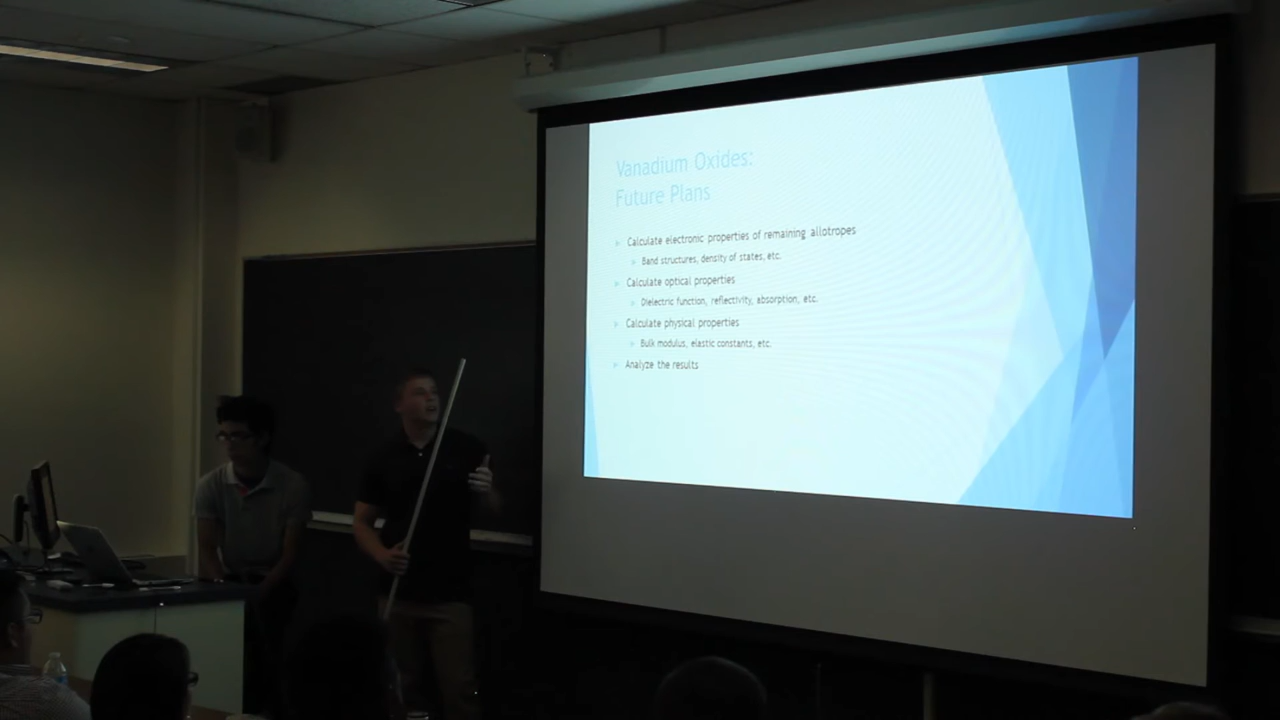 Vanadium Oxides:
Future Plans
Calculate electronic properties of remaining allotropes
Band structures, density of states, etc.
Calculate optical properties
Dielectric function, reflectivity, absorption, etc.
Calculate physical properties
Bulk modulus, elastic constants, etc.
Analyze the results